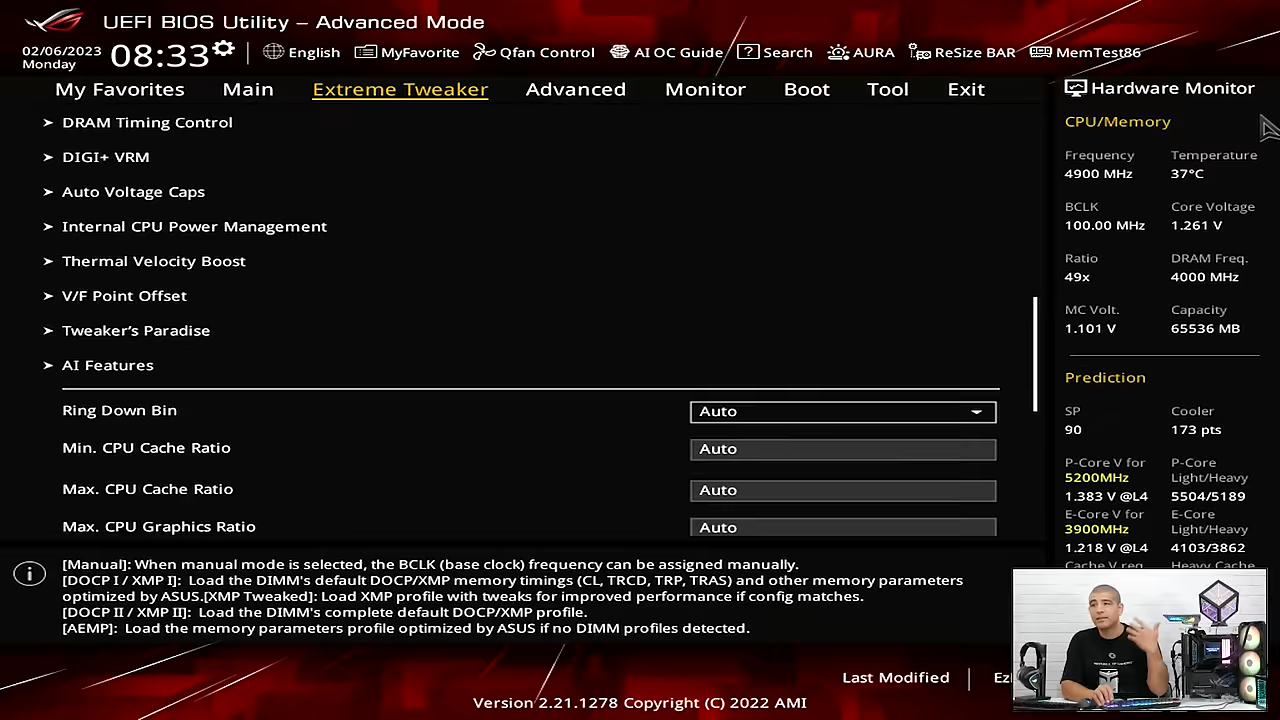 UEFI BIOS Utility – Advanced Mode
02/06/2023
Monday
08:33
English
MyFavorite
Qfan Control
AI OC Guide
? Search
AURA
ReSize BAR
MemTest86
My Favorites
Main
Extreme Tweaker
Advanced
Monitor
Boot
Tool
Exit
Hardware Monitor
DRAM Timing Control
DIGI+ VRM
Auto Voltage Caps
Internal CPU Power Management
Thermal Velocity Boost
V/F Point Offset
Tweaker's Paradise
AI Features
Ring Down Bin
Auto
Min. CPU Cache Ratio
Auto
Max. CPU Cache Ratio
Auto
Max. CPU Graphics Ratio
Auto
CPU/Memory
Frequency Temperature
4900 MHz 37°C
BCLK Core Voltage
100.00 MHz 1.261 V
Ratio DRAM Freq.
49x 4000 MHz
MC Volt. Capacity
1.101 V 65536 MB
Prediction
SP Cooler
90 173 pts
P-Core V for P-Core
5200MHz Light/Heavy
1.383 V @L4 5504/5189
E-Core V for E-Core
3900MHz Light/Heavy
1.218 V @L4 4103/3862
Cache V req Heavy Cache
[Manual]: When manual mode is selected, the BCLK (base clock) frequency can be assigned manually.
[DOCP I / XMP I]: Load the DIMM's default DOCP/XMP memory timings (CL, TRCD, TRP, TRAS) and other memory parameters
optimized by ASUS.[XMP Tweaked]: Load XMP profile with tweaks for improved performance if config matches.
[DOCP II / XMP II]: Load the DIMM's complete default DOCP/XMP profile.
[AEMP]: Load the memory parameters profile optimized by ASUS if no DIMM profiles detected.
Last Modified
Ez
Version 2.21.1278 Copyright (C) 2022 AMI